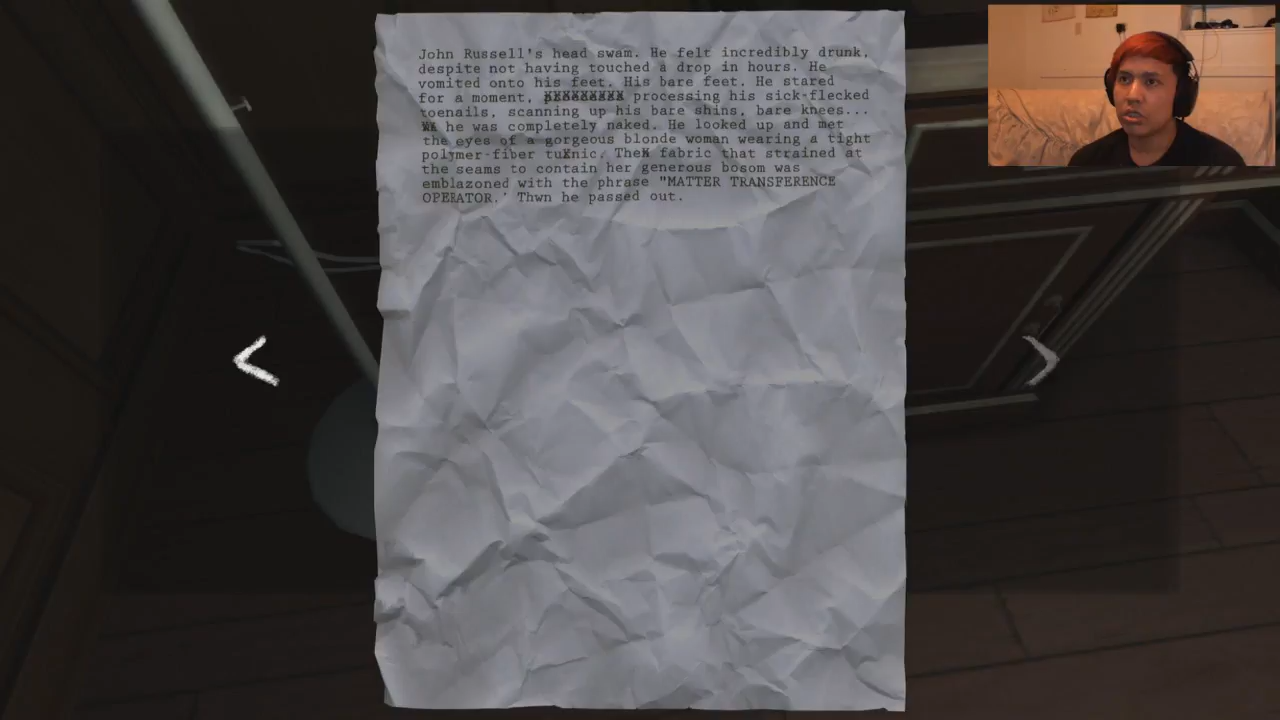 John Russell's head swam. He felt incredibly drunk,
despite not having touched a drop in hours. He
vomited onto his feet. His bare feet. He stared
for a moment, processing his sick-flecked
toenails, scanning up his bare shins, bare knees...
he was completely naked. He looked up and met
the eyes of a gorgeous blonde woman wearing a tight
polymer-fiber tuXnic. TheX fabric that strained at
the seams to contain her generous bosom was
emblazoned with the phrase "MATTER TRANSFERENCE
OPERATOR.' Thwn he passed out.